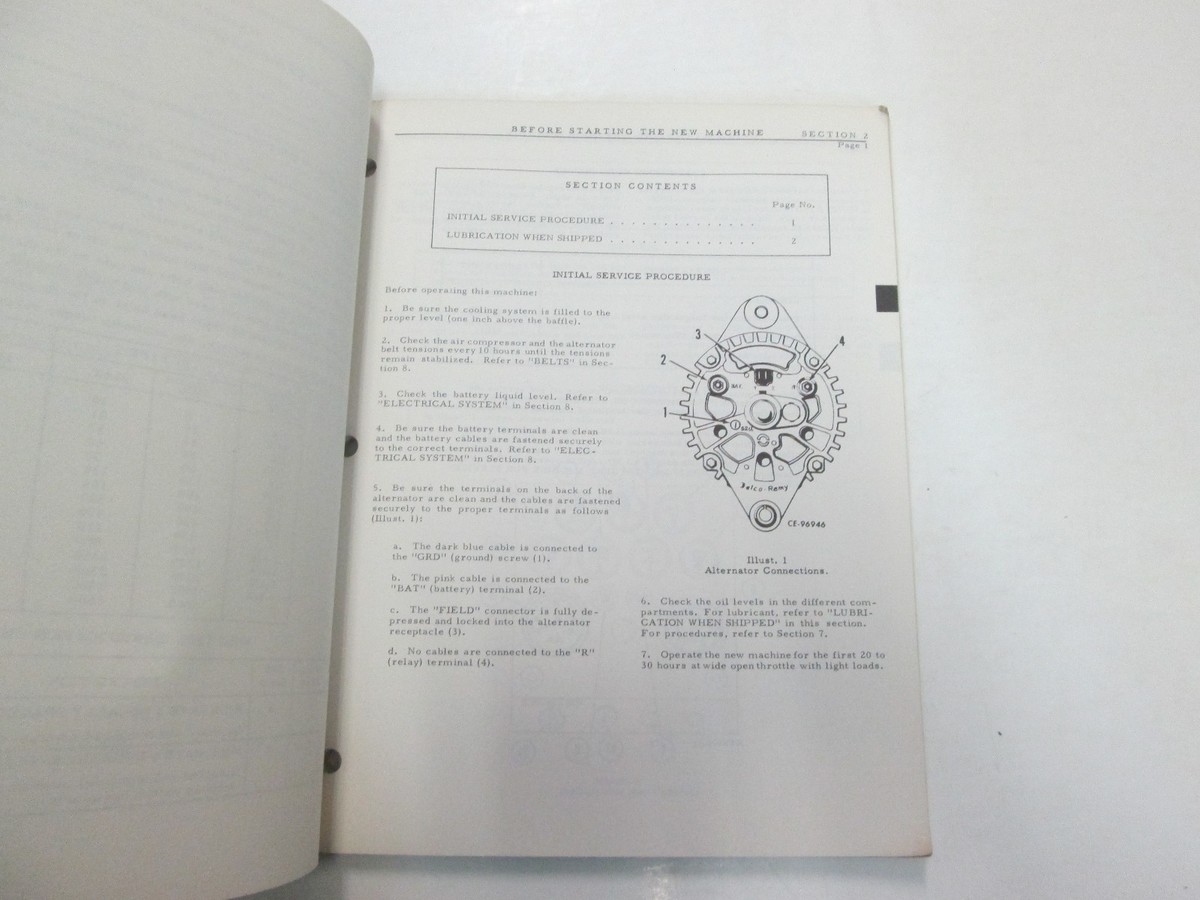 BEFORE STARTING THE NEW MACHINE SECTION 2
Page 1
SECTION CONTENTS
Page No.
INITIAL SERVICE PROCEDURE . . . . . . . . . . . . . . 1
LUBRICATION WHEN SHIPPED . . . . . . . . . . . . . . 2
INITIAL SERVICE PROCEDURE
Before operating this machine:
1. Be sure the cooling system is filled to the
proper level (one inch above the baffle).
2. Check the air compressor and the alternator
belt tensions every 10 hours until the tensions
remain stabilized. Refer to "BELTS" in Sec-
tion 8.
3. Check the battery liquid level. Refer to
"ELECTRICAL SYSTEM" in Section 8.
4. Be sure the battery terminals are clean
and the battery cables are fastened securely
to the correct terminals. Refer to "ELEC-
TRICAL SYSTEM" in Section 8.
5. Be sure the terminals on the back of the
alternator are clean and the cables are fastened
securely to the proper terminals as follows
(Illust. 1):
a. The dark blue cable is connected to
the "GRD" (ground) screw (1).
b. The pink cable is connected to the
"BAT" (battery) terminal (2).
c. The "FIELD" connector is fully de-
pressed and locked into the alternator
receptacle (3).
d. No cables are connected to the "R"
(relay) terminal (4).
3
4
2
BAT.
1
Delco-Remy
CE-96946
Illust. 1
Alternator Connections.
6. Check the oil levels in the different com-
partments. For lubricant, refer to "LUBRI-
CATION WHEN SHIPPED" in this section.
For procedures, refer to Section 7.
7. Operate the new machine for the first 20 to
30 hours at wide open throttle with light loads.